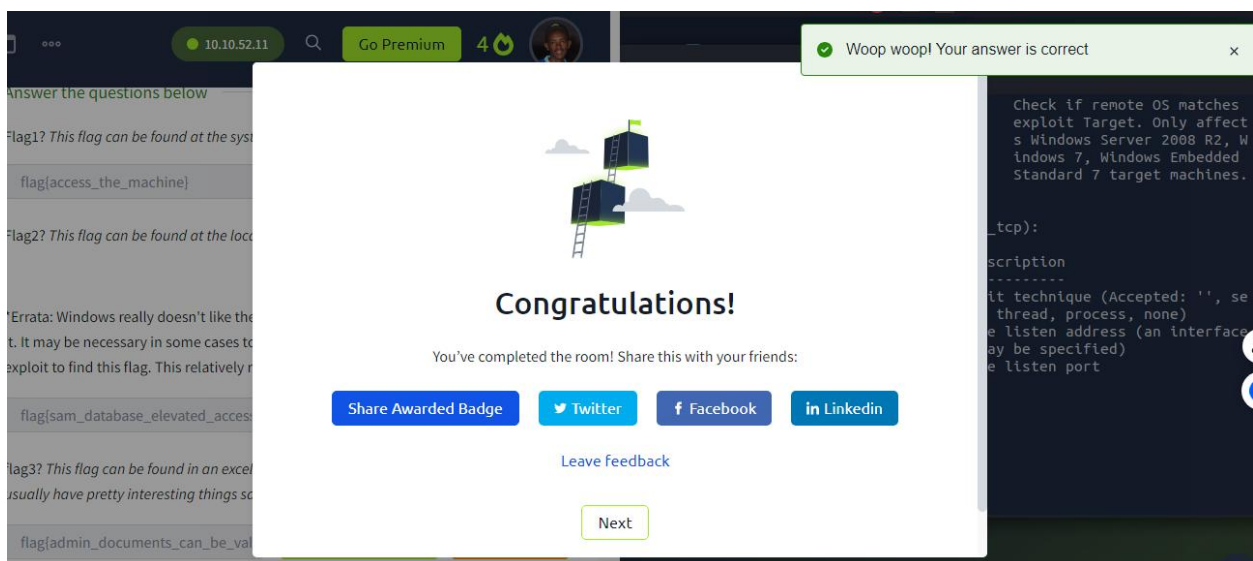 10.10.52.11
Go Premium
4
Woop woop! Your answer is correct
Answer the questions below
Flag1? This flag can be found at the
flag{access_the_machine}
Flag2? This flag can be found at the
*Errata: Windows really doesn't like the
it. It may be necessary in some cases to
exploit to find this flag. This relatively
flag{sam_database_elevated_access
flag3? This flag can be found in an
usually have pretty interesting things
flag{admin_documents_can_be_val
Congratulations!
You've completed the room! Share this with your friends:
Share Awarded Badge
Twitter
Facebook
in Linkedin
Leave feedback
Next
Check if remote OS matches
exploit Target. Only affect
s Windows Server 2008 R2, W
indows 7, Windows Embedded
Standard 7 target machines.
_tcp):
scription
---------
it technique (Accepted: '', se
thread, process, none)
e listen address (an interface
ay be specified)
e listen port